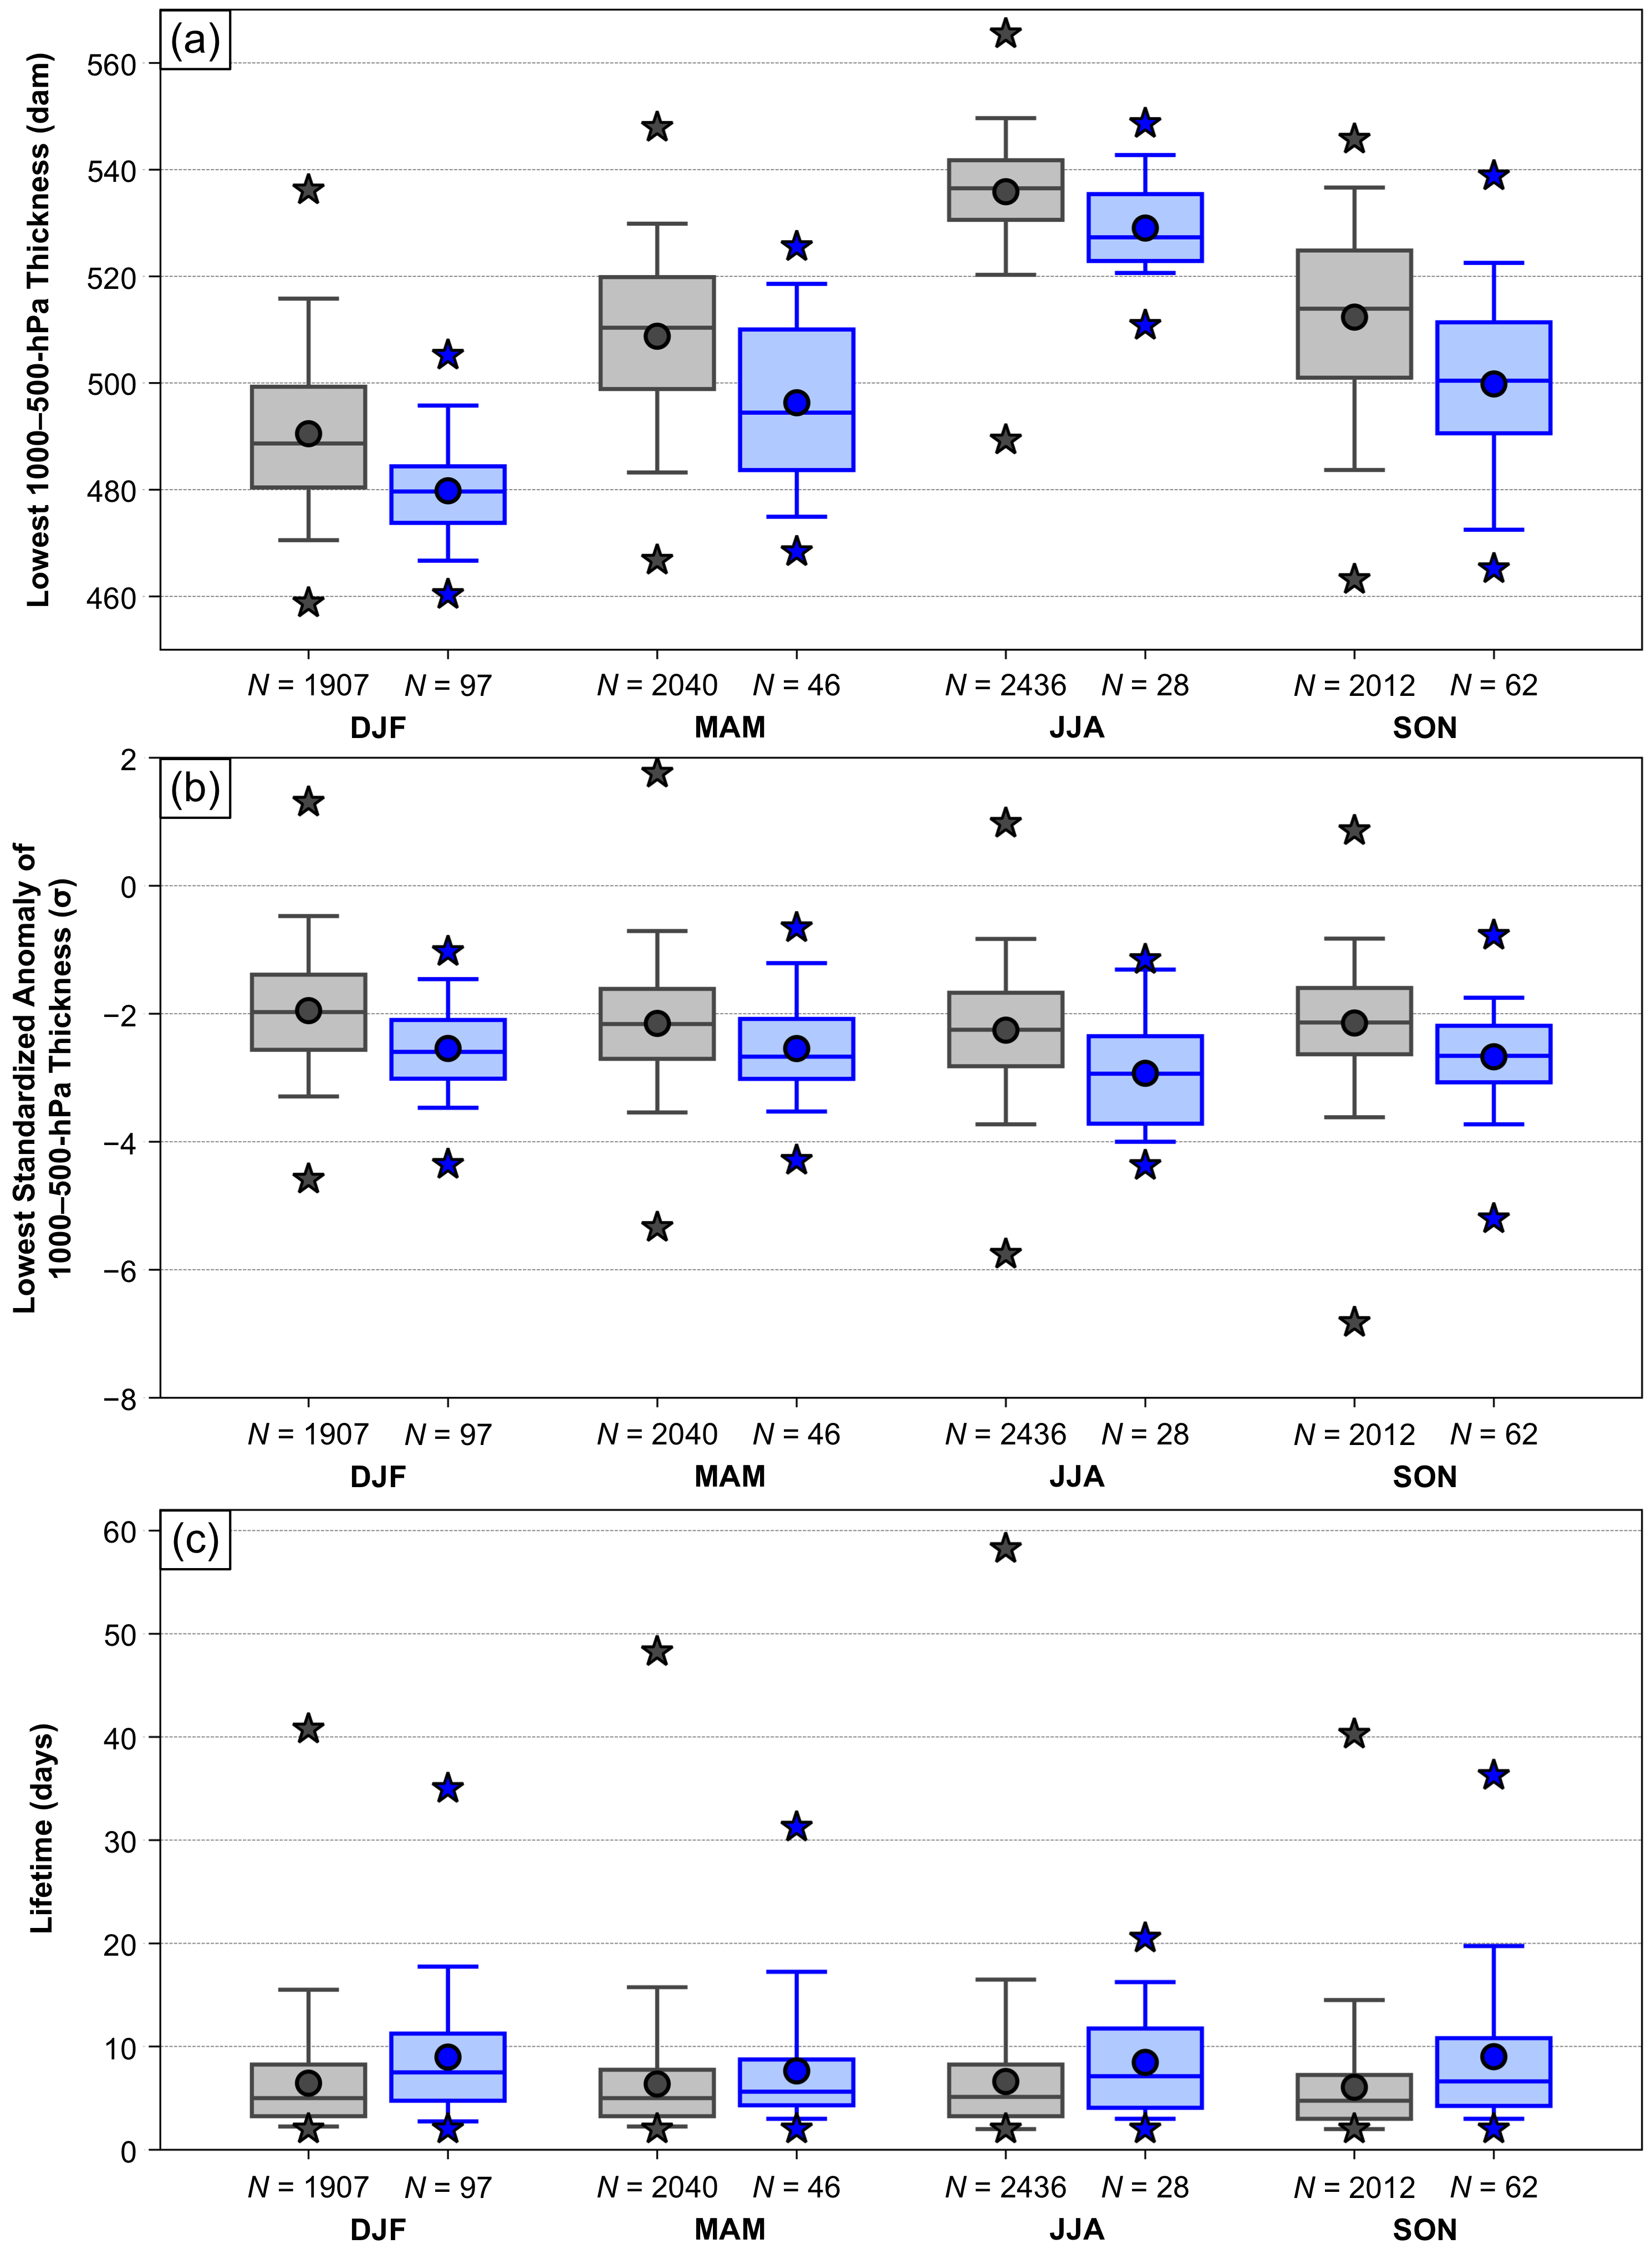 (a)
Lowest 1000–500-hPa Thickness (dam)
560
540
520
500
480
460
N = 1907 N = 97 N = 2040 N = 46 N = 2436 N = 28 N = 2012 N = 62
DJF MAM JJA SON
(b)
Lowest Standardized Anomaly of
1000–500-hPa Thickness (σ)
2
0
−2
−4
−6
−8
N = 1907 N = 97 N = 2040 N = 46 N = 2436 N = 28 N = 2012 N = 62
DJF MAM JJA SON
(c)
Lifetime (days)
60
50
40
30
20
10
0
N = 1907 N = 97 N = 2040 N = 46 N = 2436 N = 28 N = 2012 N = 62
DJF MAM JJA SON